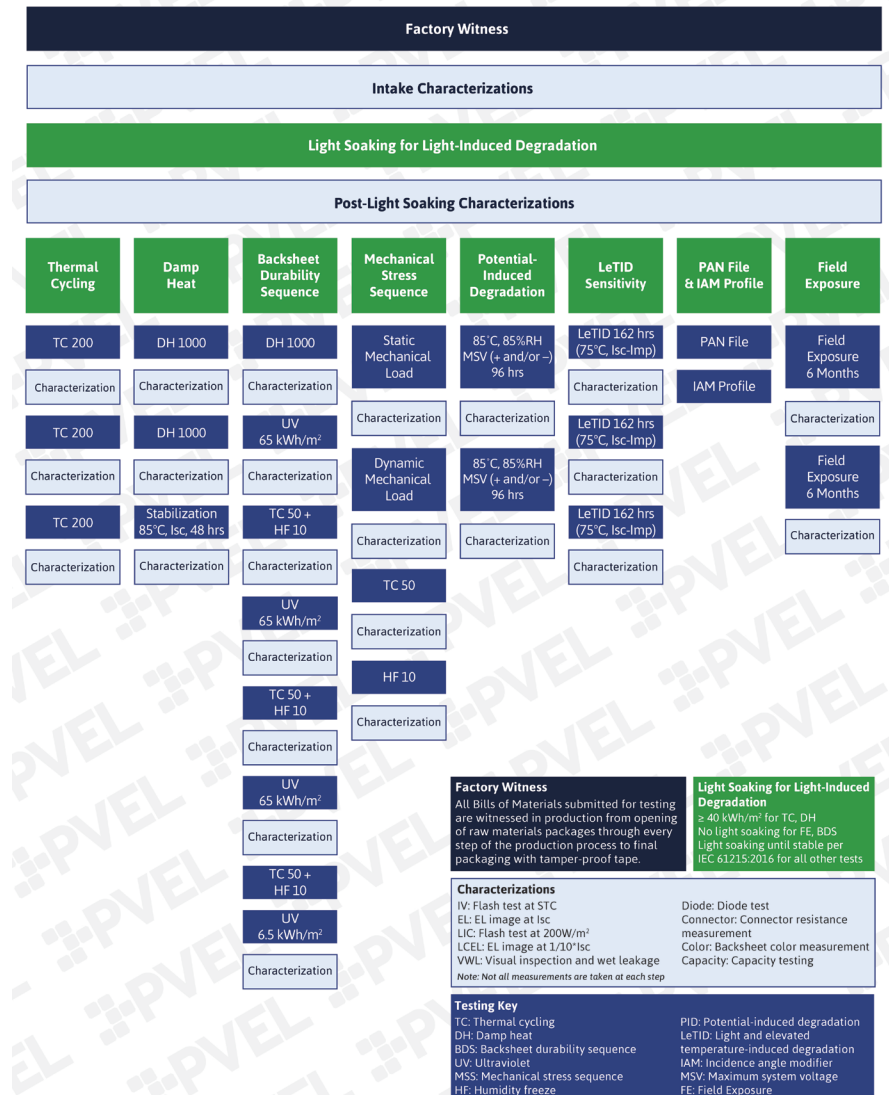 Factory Witness
Intake Characterizations
Light Soaking for Light-Induced Degradation
Post-Light Soaking Characterizations
Thermal
Cycling
TC 200
Characterization
TC 200
Characterization
TC 200
Characterization
Damp
Heat
DH 1000
Characterization
DH 1000
Characterization
Stabilization
85°C, Isc, 48 hrs
Characterization
Backsheet
Durability
Sequence
DH 1000
Characterization
UV
65 kWh/m²
Characterization
TC 50 +
HF 10
Characterization
UV
65 kWh/m²
Characterization
TC 50 +
HF 10
Characterization
UV
65 kWh/m²
Characterization
TC 50 +
HF 10
UV
6.5 kWh/m²
Characterization
Mechanical
Stress
Sequence
Static
Mechanical
Load
Characterization
Dynamic
Mechanical
Load
Characterization
TC 50
Characterization
HF 10
Characterization
Potential-
Induced
Degradation
85°C, 85%RH
MSV (+ and/or –)
96 hrs
Characterization
85°C, 85%RH
MSV (+ and/or –)
96 hrs
Characterization
LeTID
Sensitivity
LeTID 162 hrs
(75°C, Isc-Imp)
Characterization
LeTID 162 hrs
(75°C, Isc-Imp)
Characterization
LeTID 162 hrs
(75°C, Isc-Imp)
Characterization
PAN File
& IAM Profile
PAN File
IAM Profile
Field
Exposure
Field
Exposure
6 Months
Characterization
Field
Exposure
6 Months
Characterization
Factory Witness
All Bills of Materials submitted for testing
are witnessed in production from opening
of raw materials packages through every
step of the production process to final
packaging with tamper-proof tape.
Light Soaking for Light-Induced
Degradation
≥ 40 kWh/m² for TC, DH
No light soaking for FE, BDS
Light soaking until stable per
IEC 61215:2016 for all other tests
Characterizations
IV: Flash test at STC
EL: EL image at Isc
LIC: Flash test at 200W/m²
LCEL: EL image at 1/10*Isc
VWL: Visual inspection and wet leakage
Note: Not all measurements are taken at each step
Diode: Diode test
Connector: Connector resistance
measurement
Color: Backsheet color measurement
Capacity: Capacity testing
Testing Key
TC: Thermal cycling
DH: Damp heat
BDS: Backsheet durability sequence
UV: Ultraviolet
MSS: Mechanical stress sequence
HF: Humidity freeze
PID: Potential-induced degradation
LeTID: Light and elevated
temperature-induced degradation
IAM: Incidence angle modifier
MSV: Maximum system voltage
FE: Field Exposure
PVEL